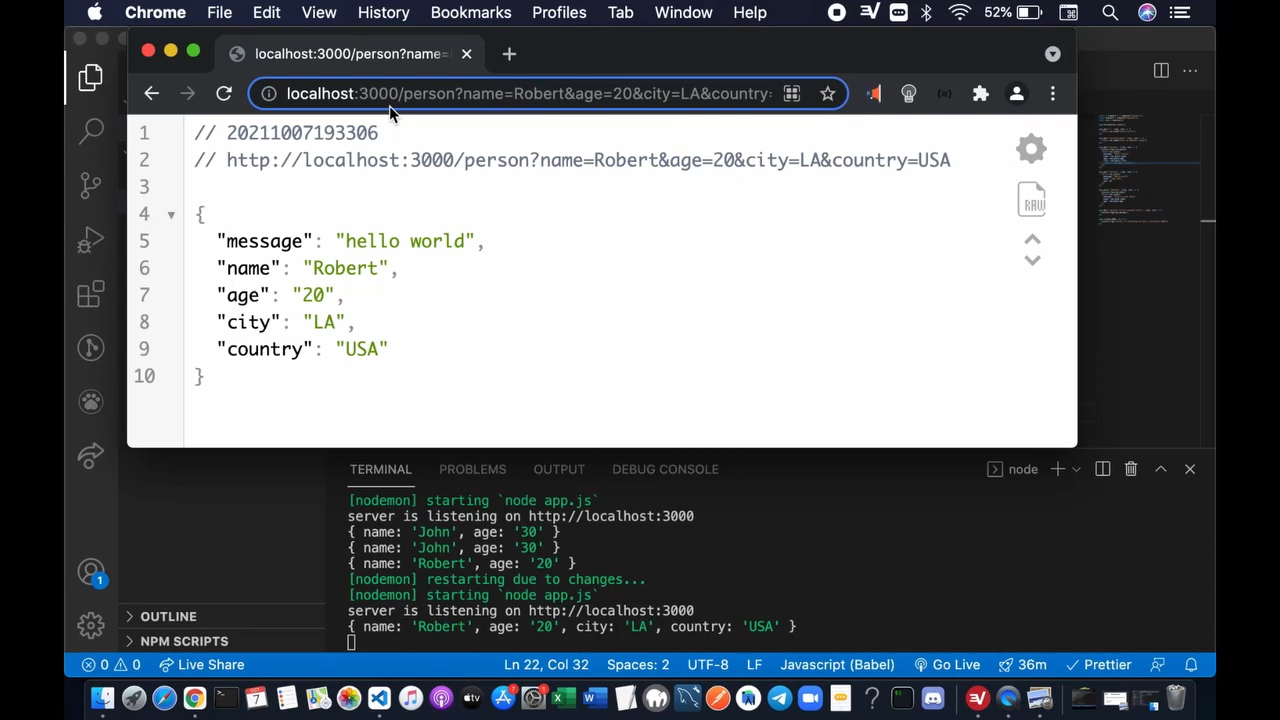 Chrome File Edit View History Bookmarks Profiles Tab Window Help 52%
localhost:3000/person?name=
localhost:3000/person?name=Robert&age=20&city=LA&country:
1 // 20211007193306
2 // http://localhost:3000/person?name=Robert&age=20&city=LA&country=USA
3
4 {
5 "message": "hello world",
6 "name": "Robert",
7 "age": "20",
8 "city": "LA",
9 "country": "USA"
10 }
RAW
TERMINAL PROBLEMS OUTPUT DEBUG CONSOLE node
[nodemon] starting `node app.js`
server is listening on http://localhost:3000
{ name: 'John', age: '30' }
{ name: 'John', age: '30' }
{ name: 'Robert', age: '20' }
[nodemon] restarting due to changes...
[nodemon] starting `node app.js`
server is listening on http://localhost:3000
{ name: 'Robert', age: '20', city: 'LA', country: 'USA' }
1
OUTLINE
NPM SCRIPTS
0 0 Live Share Ln 22, Col 32 Spaces: 2 UTF-8 LF Javascript (Babel) Go Live 36m Prettier